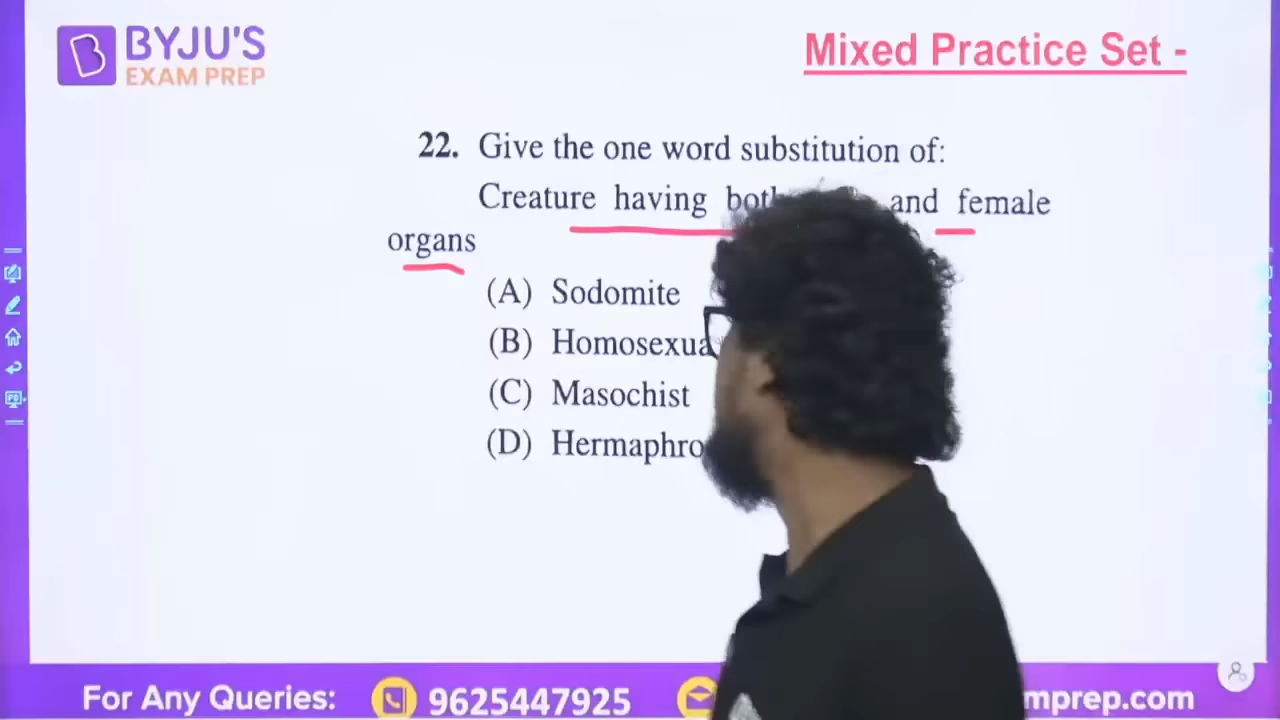 BYJU'S
EXAM PREP
Mixed Practice Set -
22. Give the one word substitution of:
Creature having both and female
organs
(A) Sodomite
(B) Homosexua
(C) Masochist
(D) Hermaphro
For Any Queries: 9625447925 mprep.com